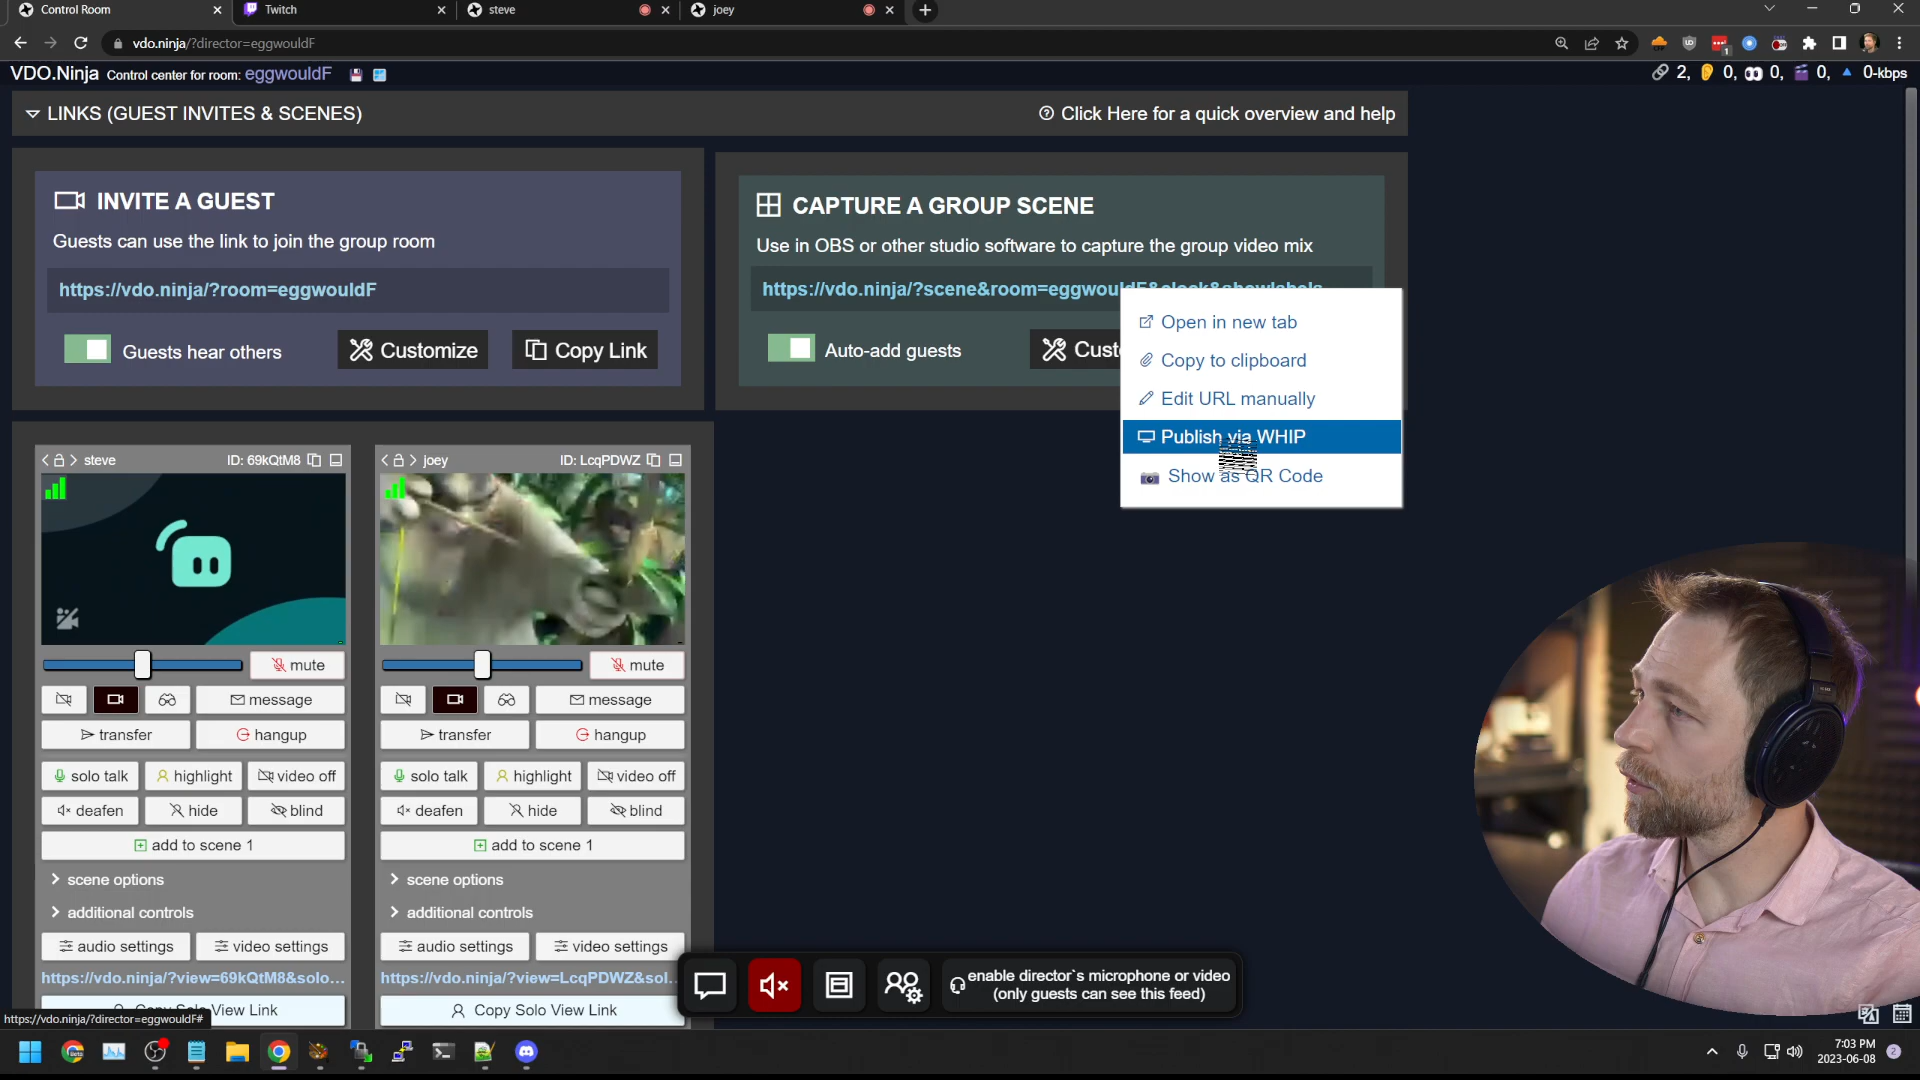 Control Room
Twitch
steve
joey
vdo.ninja/?director=eggwouldF
VDO.Ninja Control center for room: eggwouldF
2, 0, 0, 0, 0-kbps
LINKS (GUEST INVITES & SCENES)
Click Here for a quick overview and help
INVITE A GUEST
Guests can use the link to join the group room
https://vdo.ninja/?room=eggwouldF
Guests hear others
Customize
Copy Link
CAPTURE A GROUP SCENE
Use in OBS or other studio software to capture the group video mix
https://vdo.ninja/?scene&room=eggwouldF&clock&showlabels
Auto-add guests
Cust
Open in new tab
Copy to clipboard
Edit URL manually
Publish via WHIP
Show as QR Code
steve
ID: 69kQtM8
mute
message
transfer
hangup
solo talk
highlight
video off
deafen
hide
blind
add to scene 1
scene options
additional controls
audio settings
video settings
https://vdo.ninja/?view=69kQtM8&solo...
Copy Solo View Link
joey
ID: LcqPDWZ
mute
message
transfer
hangup
solo talk
highlight
video off
deafen
hide
blind
add to scene 1
scene options
additional controls
audio settings
video settings
https://vdo.ninja/?view=LcqPDWZ&sol...
Copy Solo View Link
enable director`s microphone or video
(only guests can see this feed)
https://vdo.ninja/?director=eggwouldF#
7:03 PM
2023-06-08
2